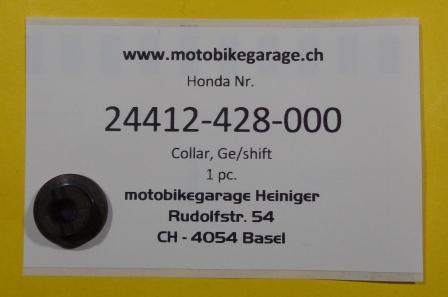 www.motobikegarage.ch
Honda Nr.
24412-428-000
Collar, Ge/shift
1 pc.
motobikegarage Heiniger
Rudolfstr. 54
CH - 4054 Basel